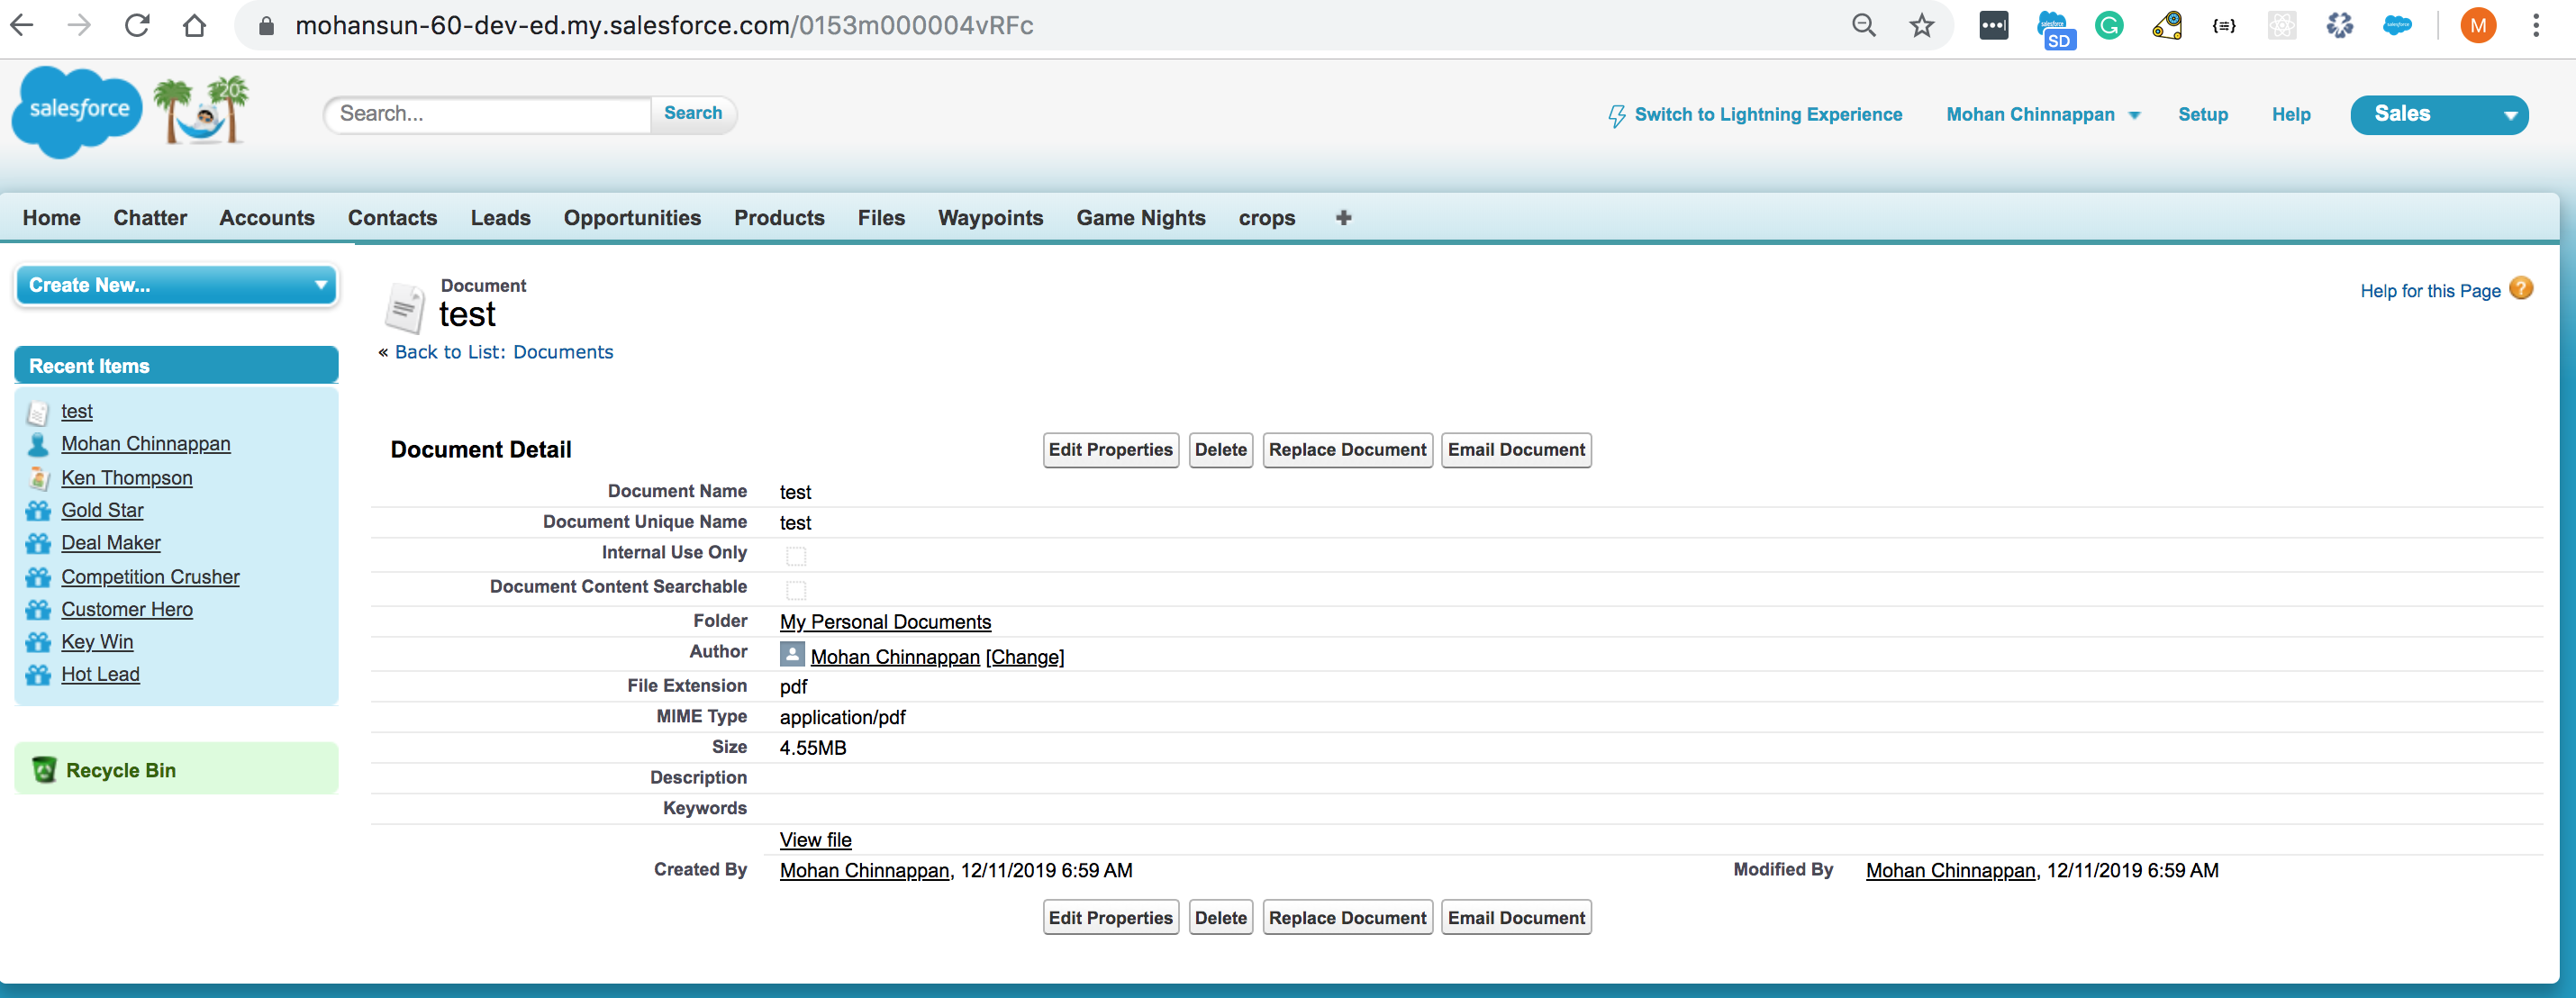 mohansun-60-dev-ed.my.salesforce.com/0153m000004vRFc
SD
M
salesforce
20
Search...
Search
Switch to Lightning Experience
Mohan Chinnappan
Setup
Help
Sales
Home Chatter Accounts Contacts Leads Opportunities Products Files Waypoints Game Nights crops +
Create New...
Document
test
« Back to List: Documents
Help for this Page ?
Recent Items
test
Mohan Chinnappan
Ken Thompson
Gold Star
Deal Maker
Competition Crusher
Customer Hero
Key Win
Hot Lead
Recycle Bin
Document Detail
Edit Properties Delete Replace Document Email Document
Document Name test
Document Unique Name test
Internal Use Only
Document Content Searchable
Folder My Personal Documents
Author Mohan Chinnappan [Change]
File Extension pdf
MIME Type application/pdf
Size 4.55MB
Description
Keywords
View file
Created By Mohan Chinnappan, 12/11/2019 6:59 AM Modified By Mohan Chinnappan, 12/11/2019 6:59 AM
Edit Properties Delete Replace Document Email Document